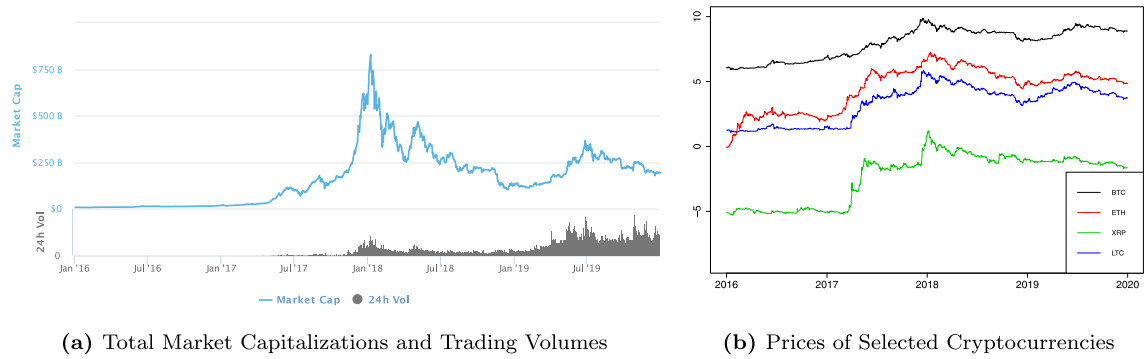 Market Cap
$750 B
$500 B
$250 B
$0
24h Vol
0
Jan '16
Jul '16
Jan '17
Jul '17
Jan '18
Jul '18
Jan '19
Jul '19
Market Cap
24h Vol
(a) Total Market Capitalizations and Trading Volumes
10
5
0
−5
BTC
ETH
XRP
LTC
2016
2017
2018
2019
2020
(b) Prices of Selected Cryptocurrencies